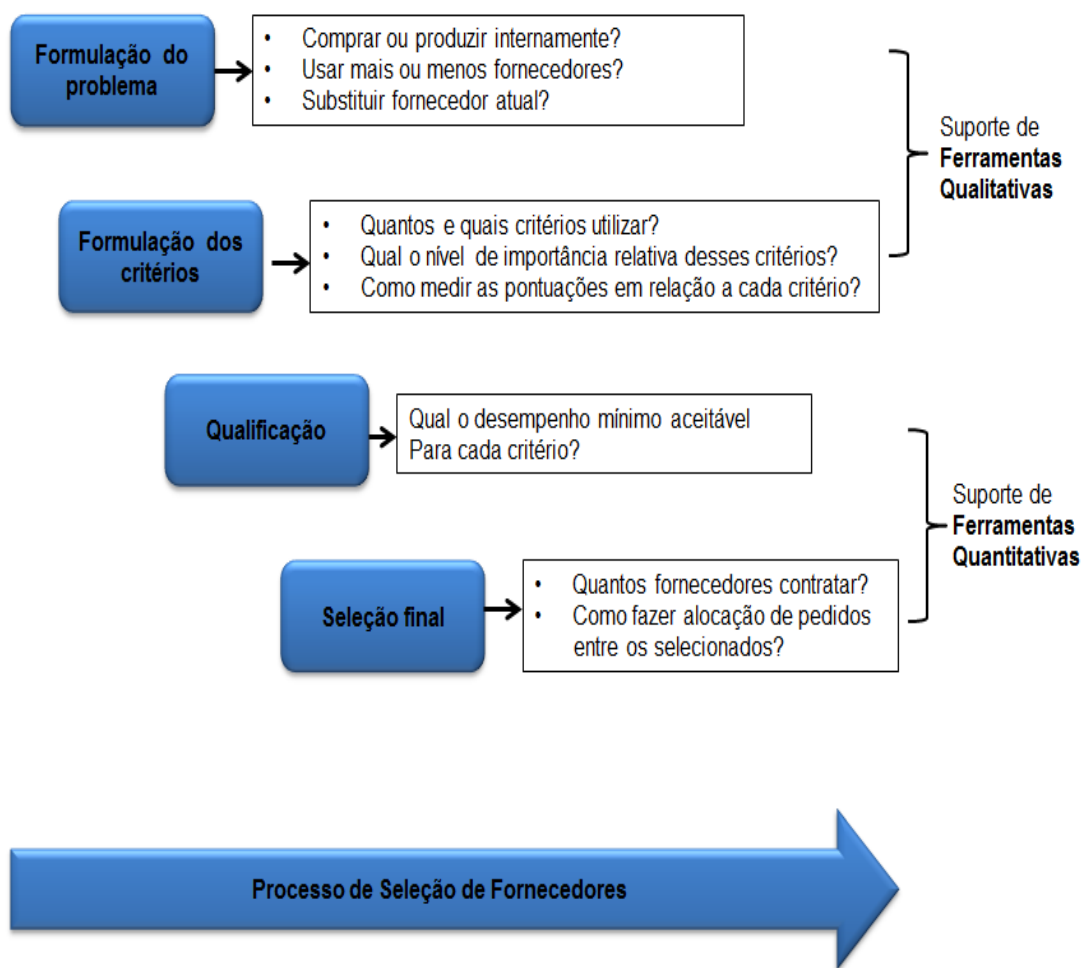 Formulação do
problema
• Comprar ou produzir internamente?
• Usar mais ou menos fornecedores?
• Substituir fornecedor atual?
Suporte de
Ferramentas
Qualitativas
Formulação dos
critérios
• Quantos e quais critérios utilizar?
• Qual o nível de importância relativa desses critérios?
• Como medir as pontuações em relação a cada critério?
Qualificação
Qual o desempenho mínimo aceitável
Para cada critério?
Suporte de
Ferramentas
Quantitativas
Seleção final
• Quantos fornecedores contratar?
• Como fazer alocação de pedidos
entre os selecionados?
Processo de Seleção de Fornecedores